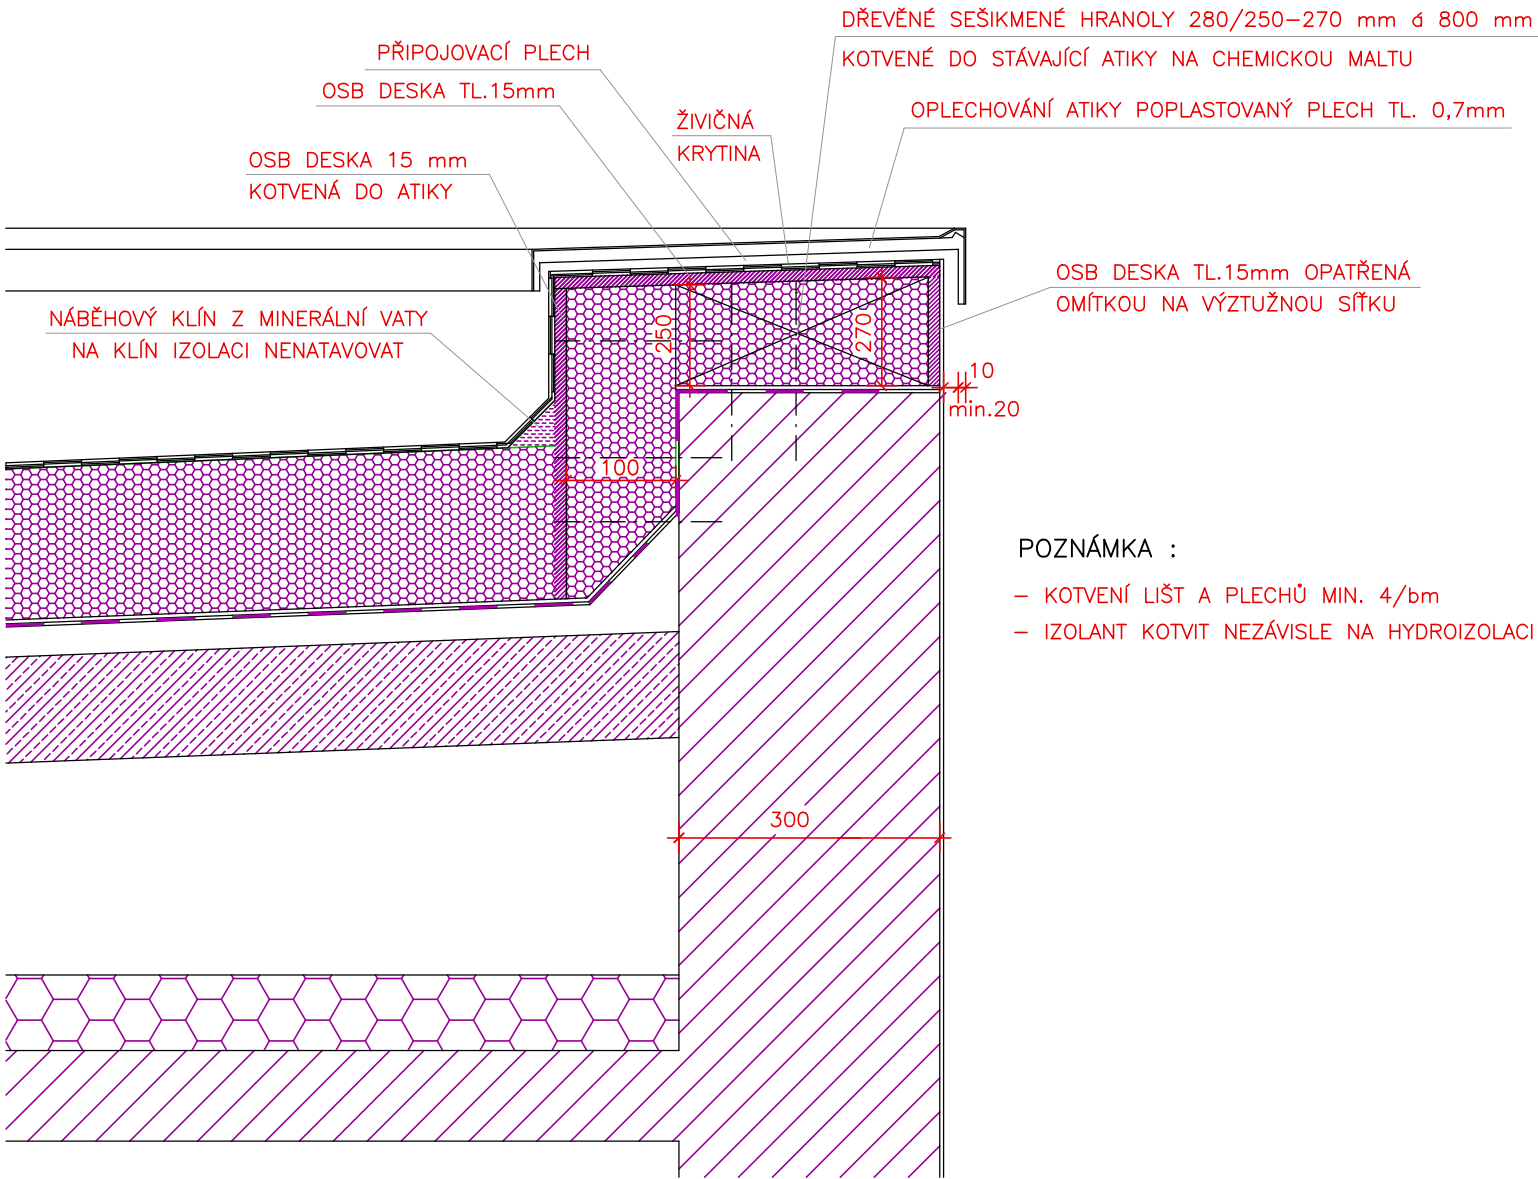 DŘEVĚNÉ SEŠIKMENÉ HRANOLY 280/250-270 mm á 800 mm
KOTVENÉ DO STÁVAJÍCÍ ATIKY NA CHEMICKOU MALTU
PŘIPOJOVACÍ PLECH
OSB DESKA TL.15mm
OPLECHOVÁNÍ ATIKY POPLASTOVANÝ PLECH TL. 0,7mm
ŽIVIČNÁ
KRYTINA
OSB DESKA 15 mm
KOTVENÁ DO ATIKY
OSB DESKA TL.15mm OPATŘENÁ
OMÍTKOU NA VÝZTUŽNOU SÍŤKU
NÁBĚHOVÝ KLÍN Z MINERÁLNÍ VATY
NA KLÍN IZOLACI NENATAVOVAT
250
270
10
min.20
100
POZNÁMKA :
- KOTVENÍ LIŠT A PLECHŮ MIN. 4/bm
- IZOLANT KOTVIT NEZÁVISLE NA HYDROIZOLACI
300